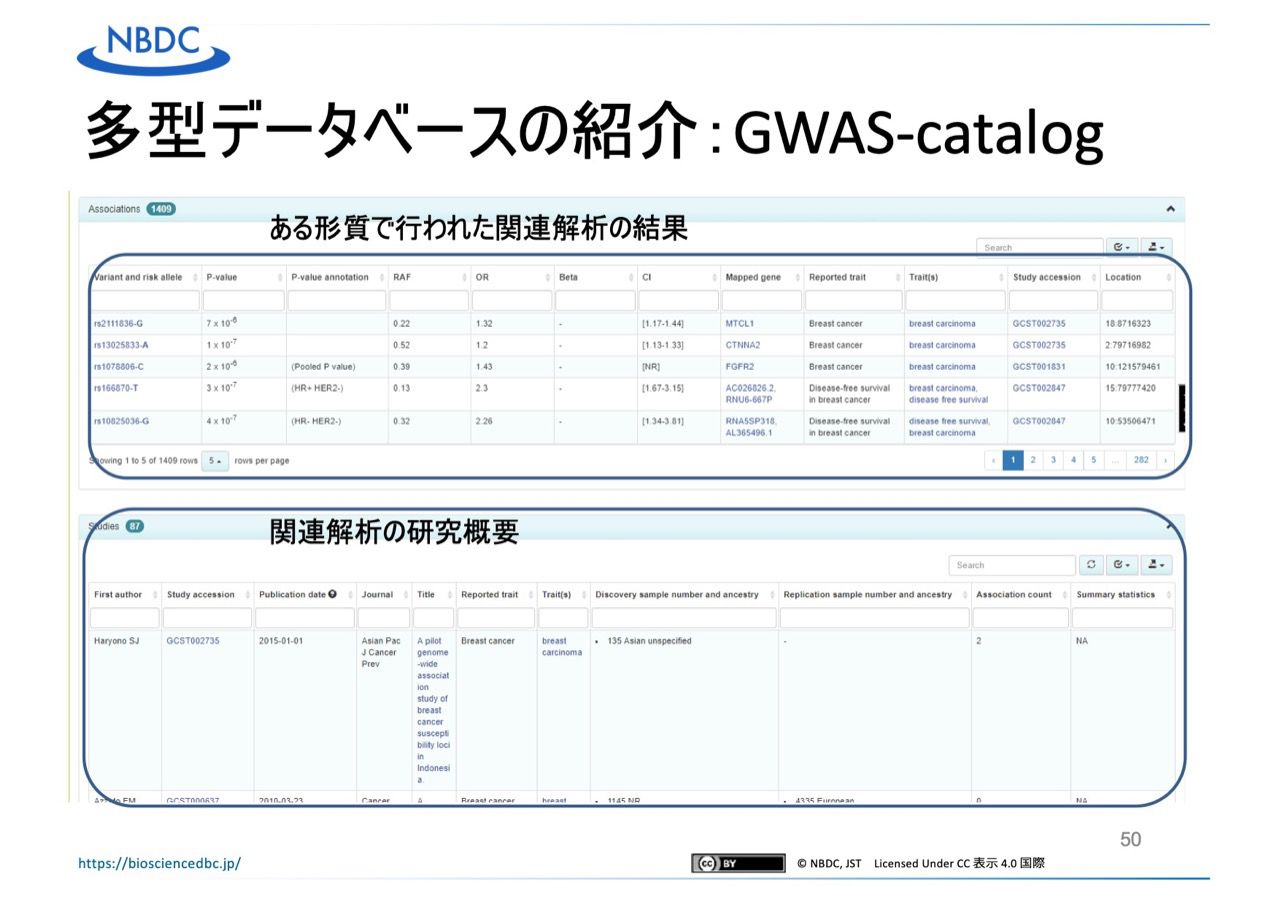 NBDC
多型データベースの紹介：GWAS-catalog
Associations 1409
ある形質で行われた関連解析の結果
Search
Variant and risk allele P-value P-value annotation RAF OR Beta CI Mapped gene Reported trait Trait(s) Study accession Location
rs2111836-G 7 x 10-6 0.22 1.32 - [1.17-1.44] MTCL1 Breast cancer breast carcinoma GCST002735 18:8716323
rs13025833-A 1 x 10-7 0.52 1.2 - [1.13-1.33] CTNNA2 Breast cancer breast carcinoma GCST002735 2:79716982
rs1078806-C 2 x 10-6 (Pooled P value) 0.39 1.43 - [NR] FGFR2 Breast cancer breast carcinoma GCST001831 10:121579461
rs166870-T 3 x 10-7 (HR+ HER2-) 0.13 2.3 - [1.67-3.15] AC026826.2, Disease-free survival breast carcinoma, GCST002847 15:79777420
RNU6-667P in breast cancer disease free survival
rs10825036-G 4 x 10-7 (HR- HER2-) 0.32 2.26 - [1.34-3.81] RNA5SP318, Disease-free survival disease free survival, GCST002847 10:53506471
AL365496.1 in breast cancer breast carcinoma
Showing 1 to 5 of 1409 rows 5 rows per page ‹ 1 2 3 4 5 ... 282 ›
Studies 87
関連解析の研究概要
Search
First author Study accession Publication date Journal Title Reported trait Trait(s) Discovery sample number and ancestry Replication sample number and ancestry Association count Summary statistics
Haryono SJ GCST002735 2015-01-01 Asian Pac A pilot Breast cancer breast • 135 Asian unspecified - 2 NA
J Cancer genome carcinoma
Prev -wide
associat
ion
study of
breast
cancer
suscepti
bility loci
in
Indonesi
a.
GCST000637 2010-03-23 Cancer A Breast cancer breast • 1145 NR • 4335 European 0 NA
50
https://biosciencedbc.jp/
cc BY © NBDC, JST Licensed Under CC 表示 4.0 国際